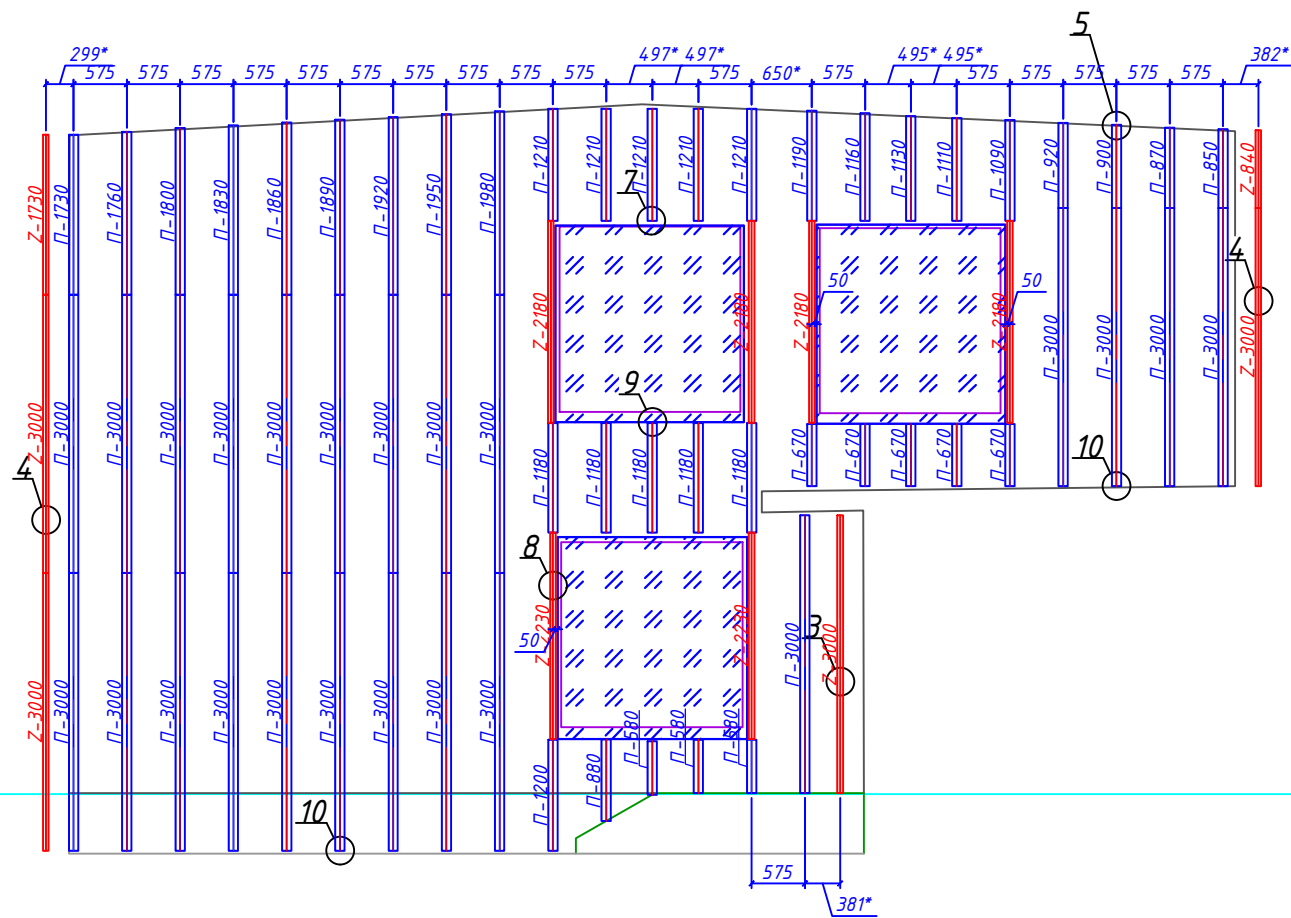 5
299*
497* 497*
495* 495*
382*
575 575 575 575 575 575 575 575 575 575 575 650* 575 575 575 575 575 575
Z-1730
П-1730
П-1760
П-1800
П-1830
П-1860
П-1890
П-1920
П-1950
П-1980
П-1210
П-1210
П-1210
П-1210
П-1210
П-1190
П-1160
П-1130
П-1110
П-1090
П-920
П-900
П-870
П-850
Z-840
7
4
50
50
Z-2180
Z-2180
Z-2180
Z-2180
П-3000
П-3000
П-3000
П-3000
Z-3000
9
Z-3000
П-3000
П-3000
П-3000
П-3000
П-3000
П-3000
П-3000
П-3000
П-3000
4
П-1180
П-1180
П-1180
П-1180
П-1180
П-670
П-670
П-670
П-670
П-670
10
8
Z-2230
Z-2230
50
П-3000
3
Z-3000
Z-3000
П-3000
П-3000
П-3000
П-3000
П-3000
П-3000
П-3000
П-3000
П-3000
П-1200
П-880
П-580
П-580
П-580
10
575
381*